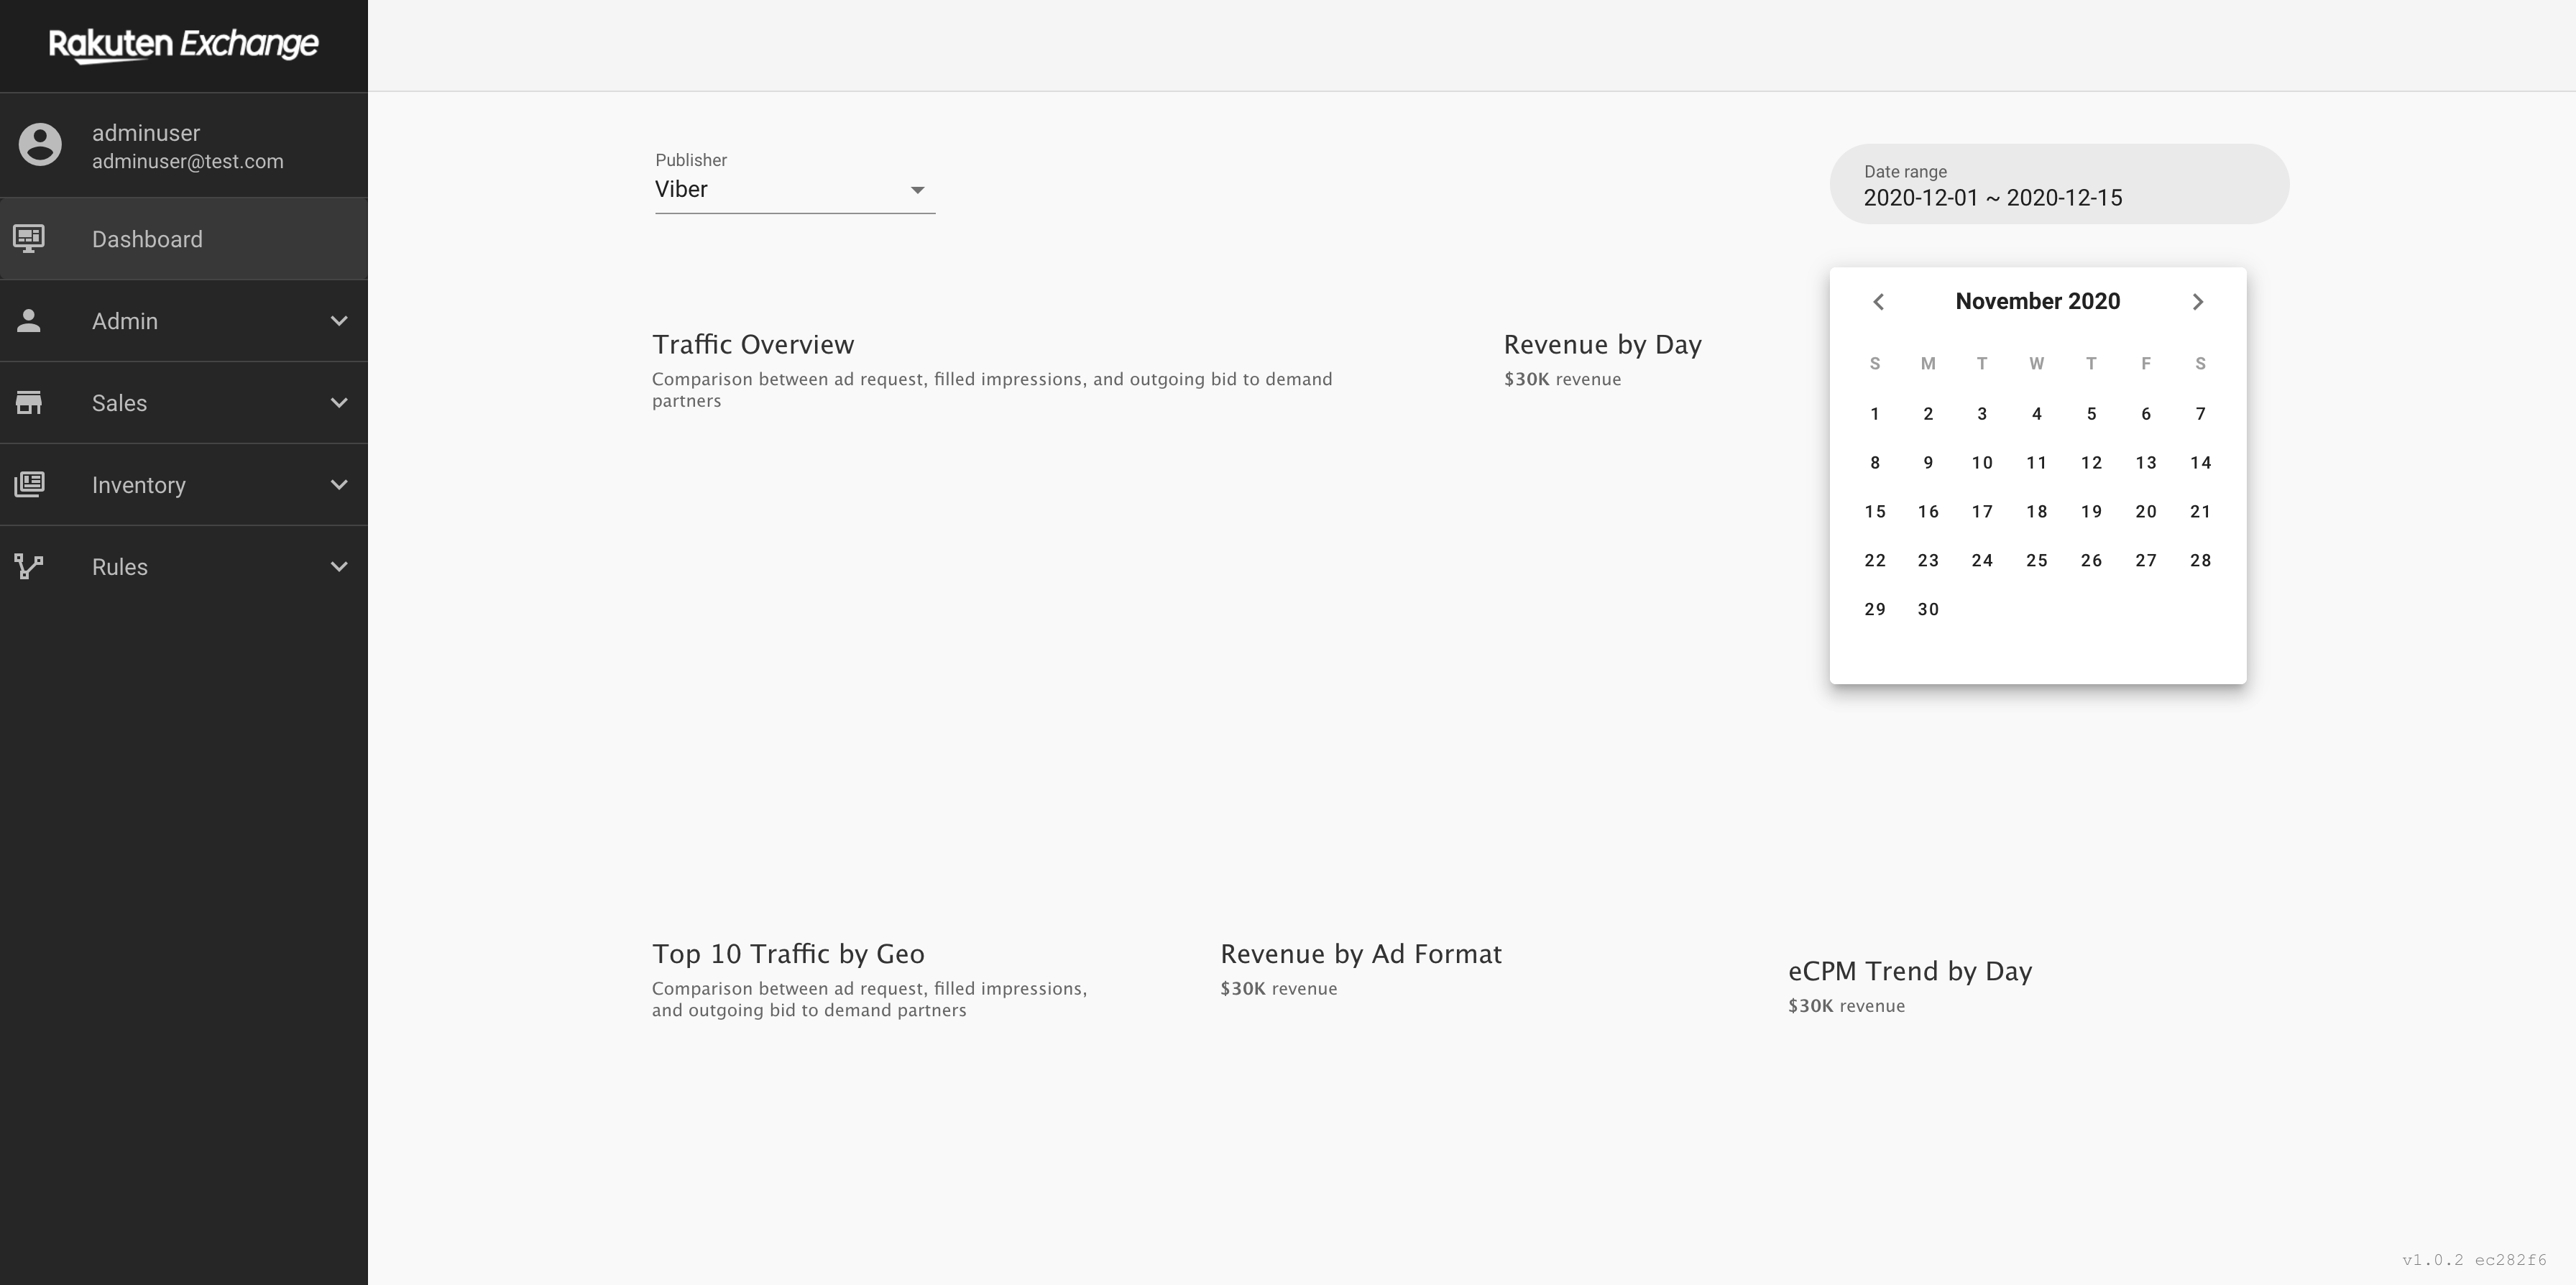 Rakuten Exchange
adminuser
adminuser@test.com
Dashboard
Admin
Sales
Inventory
Rules
Publisher
Viber
Date range
2020-12-01 ~ 2020-12-15
November 2020
S M T W T F S
1 2 3 4 5 6 7
8 9 10 11 12 13 14
15 16 17 18 19 20 21
22 23 24 25 26 27 28
29 30
Traffic Overview
Comparison between ad request, filled impressions, and outgoing bid to demand
partners
Revenue by Day
$30K revenue
Top 10 Traffic by Geo
Comparison between ad request, filled impressions,
and outgoing bid to demand partners
Revenue by Ad Format
$30K revenue
eCPM Trend by Day
$30K revenue
v1.0.2 ec282f6